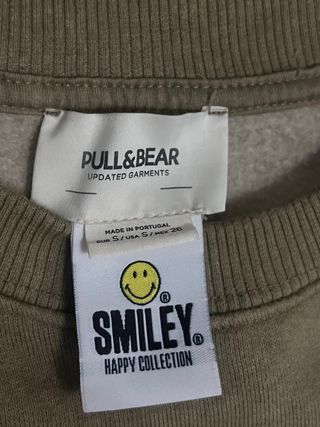 PULL&BEAR
UPDATED GARMENTS
MADE IN PORTUGAL
EUR S/USA S/MEX 26
®
SMILEY®
HAPPY COLLECTION